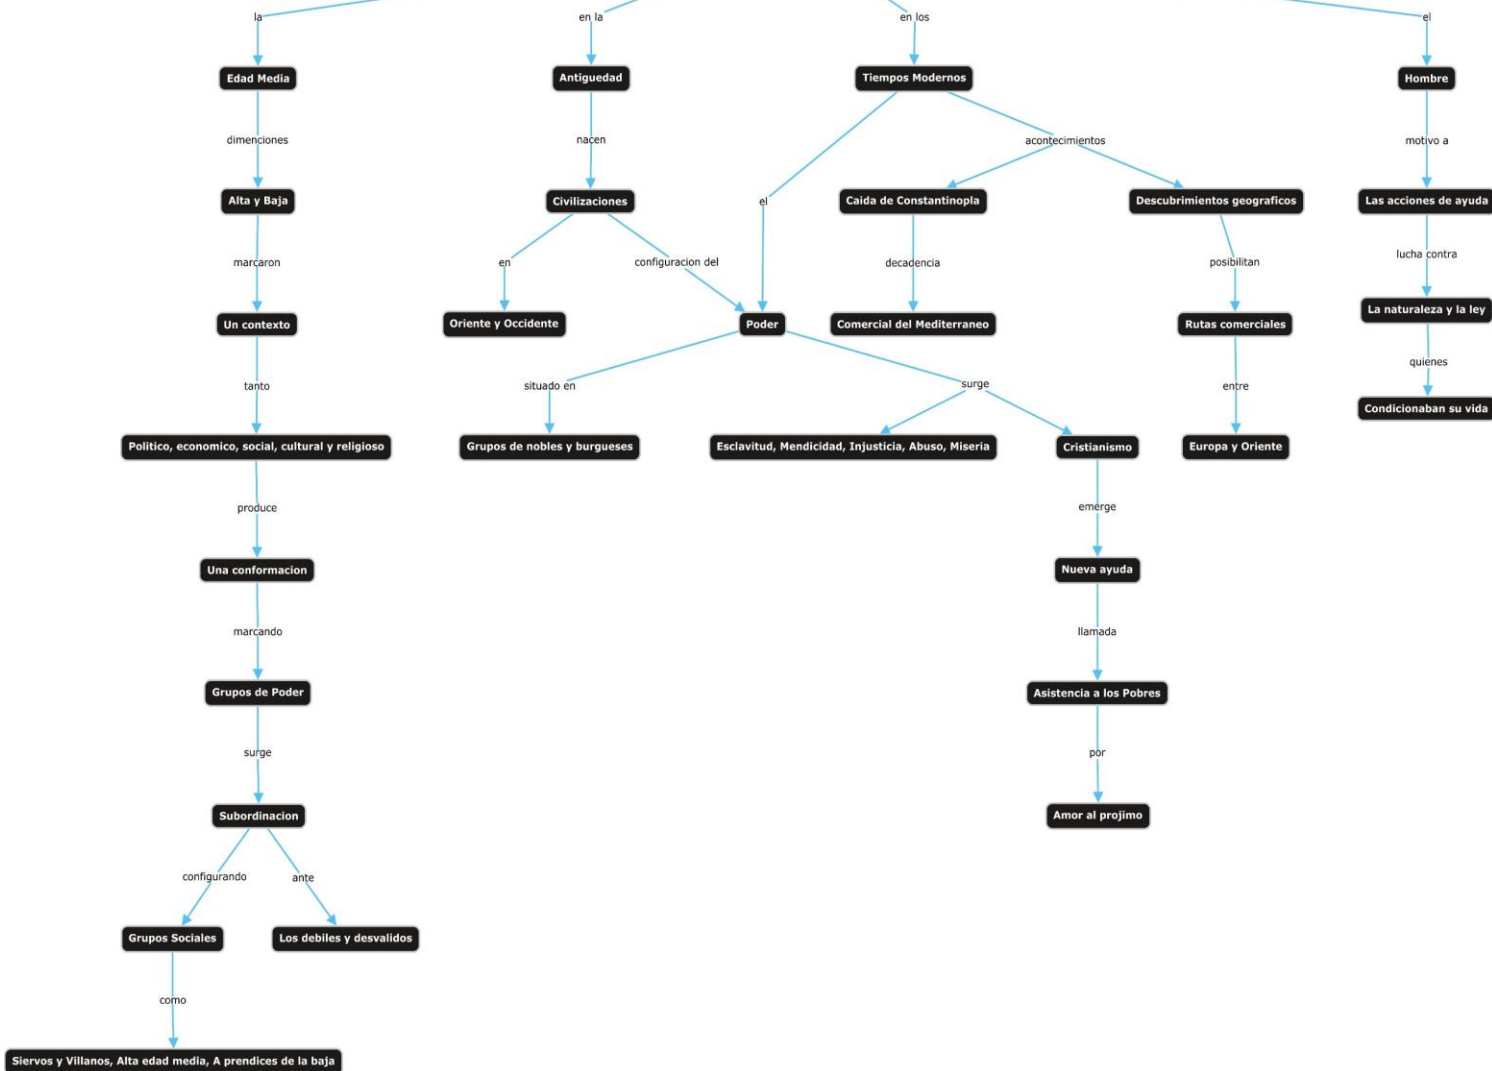 la
en la
en los
el
Edad Media
Antiguedad
Tiempos Modernos
Hombre
dimenciones
nacen
acontecimientos
motivo a
Alta y Baja
Civilizaciones
el
Caida de Constantinopla
Descubrimientos geograficos
Las acciones de ayuda
marcaron
en
configuracion del
decadencia
posibilitan
lucha contra
Un contexto
Oriente y Occidente
Poder
Comercial del Mediterraneo
Rutas comerciales
La naturaleza y la ley
tanto
situado en
surge
entre
quienes
Condicionaban su vida
Politico, economico, social, cultural y religioso
Grupos de nobles y burgueses
Esclavitud, Mendicidad, Injusticia, Abuso, Miseria
Cristianismo
Europa y Oriente
produce
emerge
Una conformacion
Nueva ayuda
marcando
llamada
Grupos de Poder
Asistencia a los Pobres
surge
por
Subordinacion
Amor al projimo
configurando
ante
Grupos Sociales
Los debiles y desvalidos
como
Siervos y Villanos, Alta edad media, A prendices de la baja